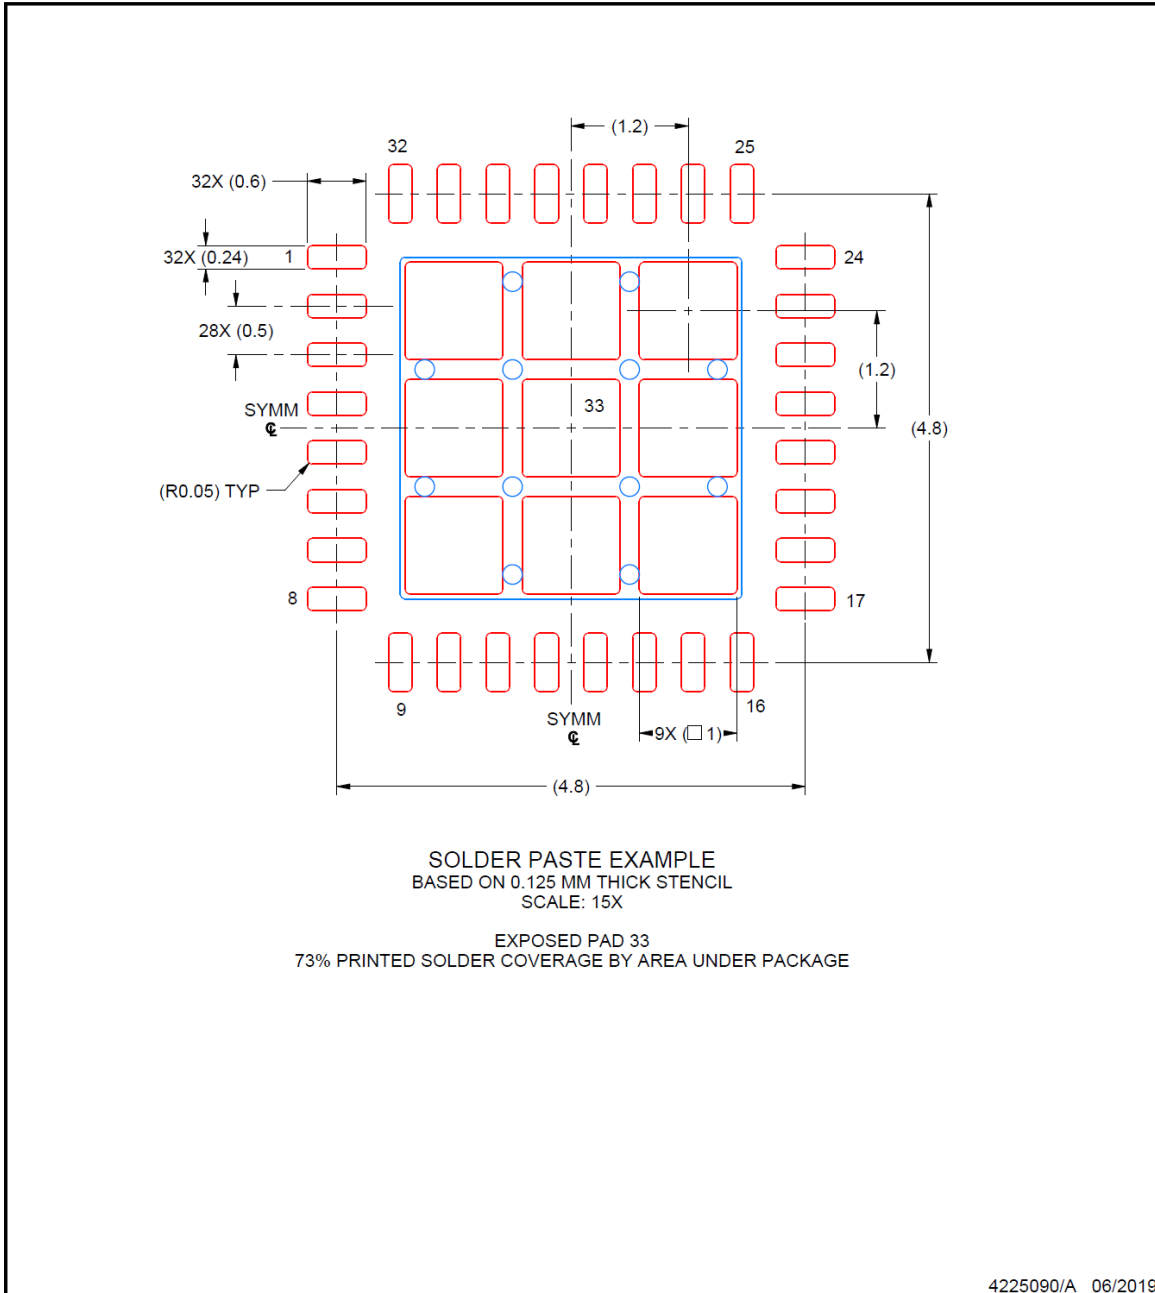 (1.2)
32
25
32X (0.6)
32X (0.24)
1
24
28X (0.5)
(1.2)
33
SYMM
℄
(4.8)
(R0.05) TYP
8
17
9
16
SYMM
℄
9X (□ 1)
(4.8)
SOLDER PASTE EXAMPLE
BASED ON 0.125 MM THICK STENCIL
SCALE: 15X
EXPOSED PAD 33
73% PRINTED SOLDER COVERAGE BY AREA UNDER PACKAGE
4225090/A 06/2019